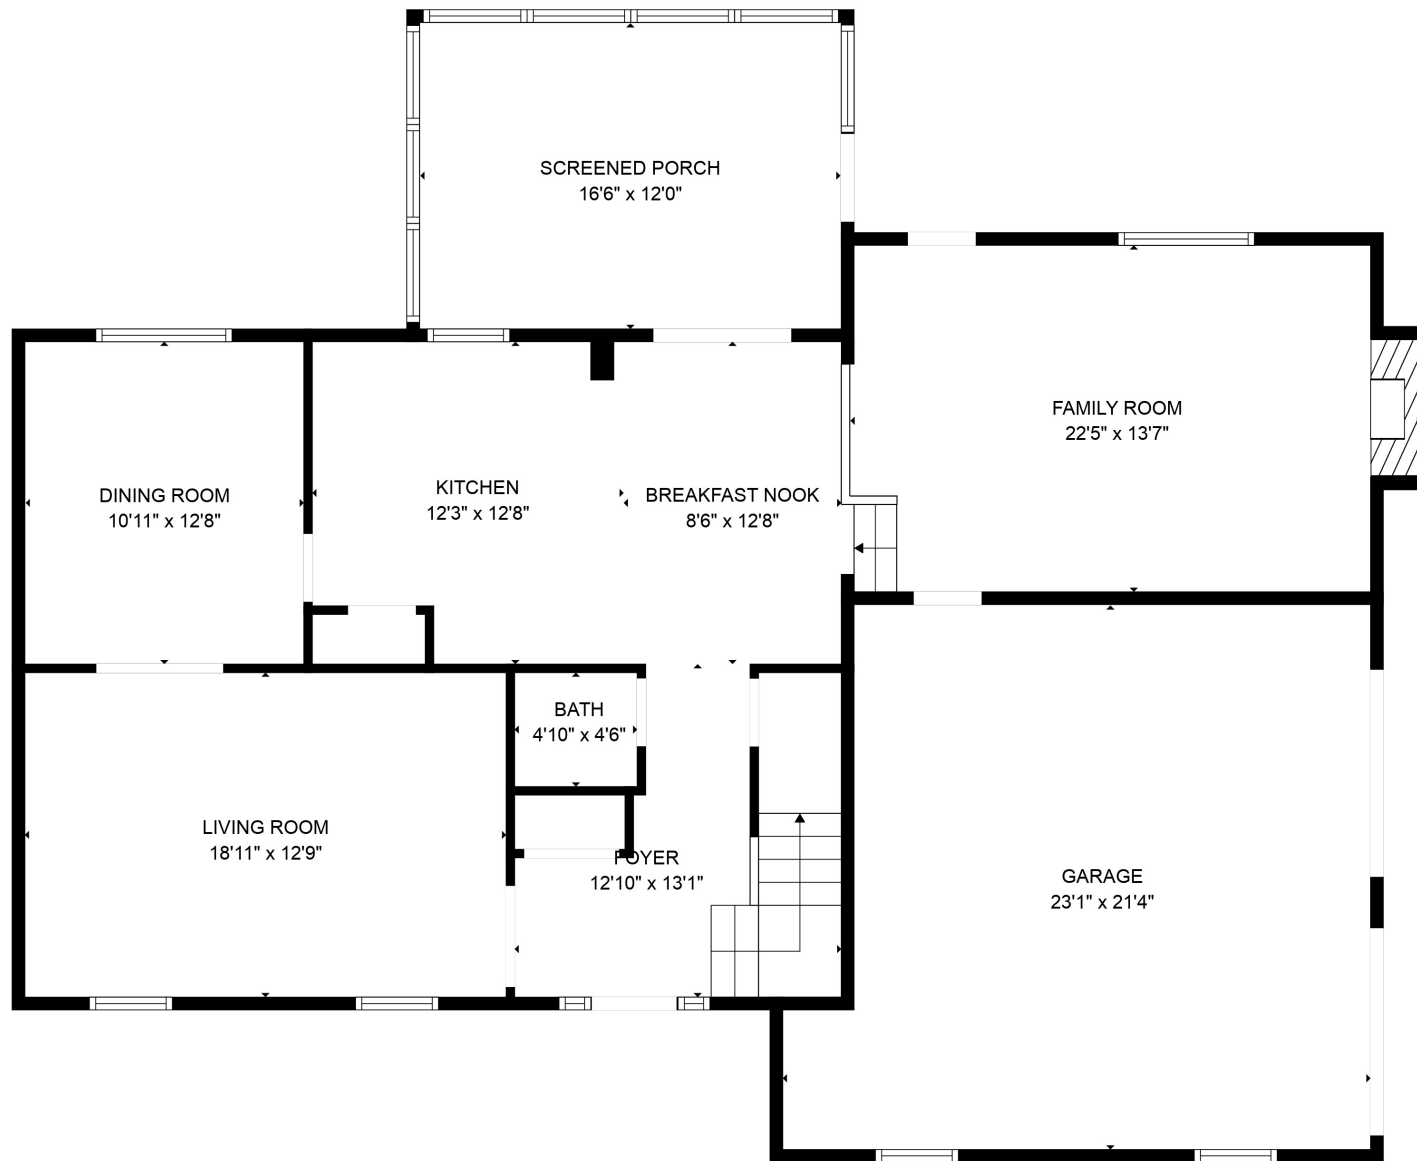 SCREENED PORCH
16'6" x 12'0"
FAMILY ROOM
22'5" x 13'7"
DINING ROOM
10'11" x 12'8"
KITCHEN
12'3" x 12'8"
BREAKFAST NOOK
8'6" x 12'8"
BATH
4'10" x 4'6"
LIVING ROOM
18'11" x 12'9"
FOYER
12'10" x 13'1"
GARAGE
23'1" x 21'4"